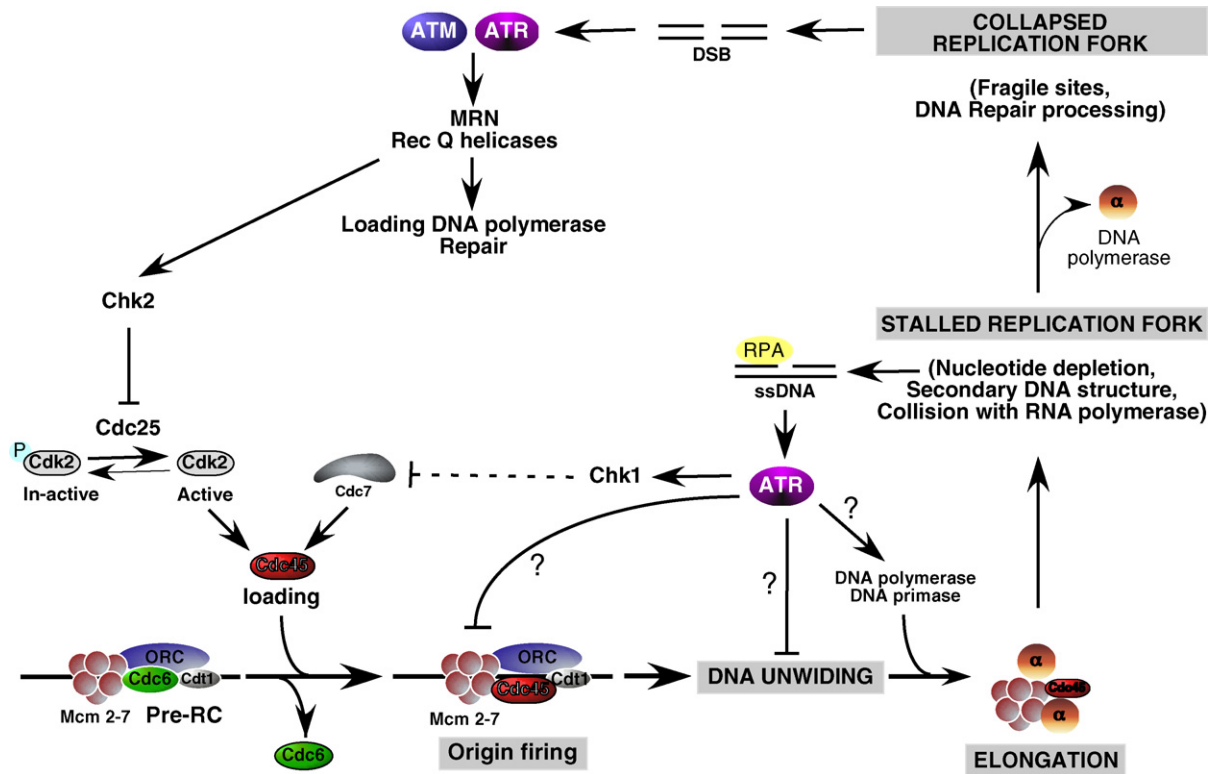 ATM
ATR
DSB
COLLAPSED
REPLICATION FORK
(Fragile sites,
DNA Repair processing)
MRN
Rec Q helicases
Loading DNA polymerase
Repair
α
DNA
polymerase
Chk2
STALLED REPLICATION FORK
(Nucleotide depletion,
Secondary DNA structure,
Collision with RNA polymerase)
RPA
ssDNA
Cdc25
P
Cdk2
In-active
Cdk2
Active
Cdc7
Chk1
ATR
?
?
?
Cdc45
loading
DNA polymerase
DNA primase
ORC
Cdc6
Cdt1
Mcm 2-7
Pre-RC
Cdc6
ORC
Cdc45
Cdt1
Mcm 2-7
Origin firing
DNA UNWIDING
α
Cdc45
α
ELONGATION